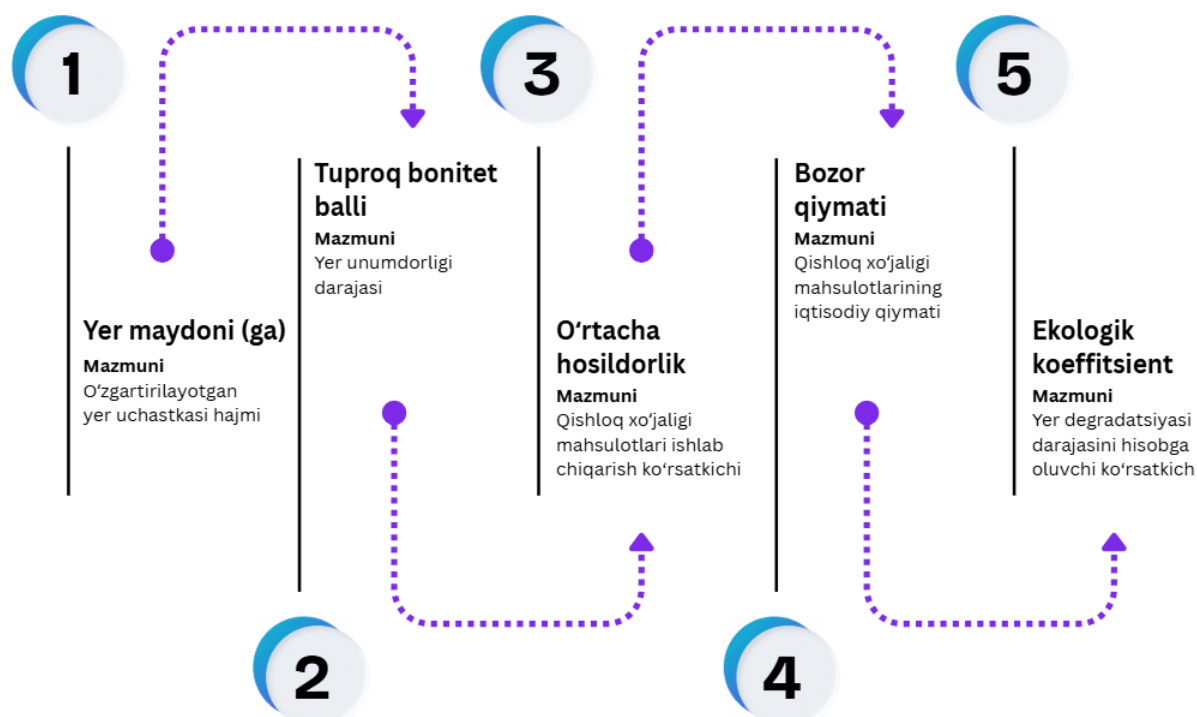 1
Yer maydoni (ga)
Mazmuni
O‘zgartirilayotgan
yer uchastkasi hajmi
2
Tuproq bonitet
balli
Mazmuni
Yer unumdorligi
darajasi
3
O‘rtacha
hosildorlik
Mazmuni
Qishloq xo‘jaligi
mahsulotlari ishlab
chiqarish ko‘rsatkichi
4
Bozor
qiymati
Mazmuni
Qishloq xo‘jaligi
mahsulotlarining
iqtisodiy qiymati
5
Ekologik
koeffitsient
Mazmuni
Yer degradatsiyasi
darajasini hisobga
oluvchi ko‘rsatkich